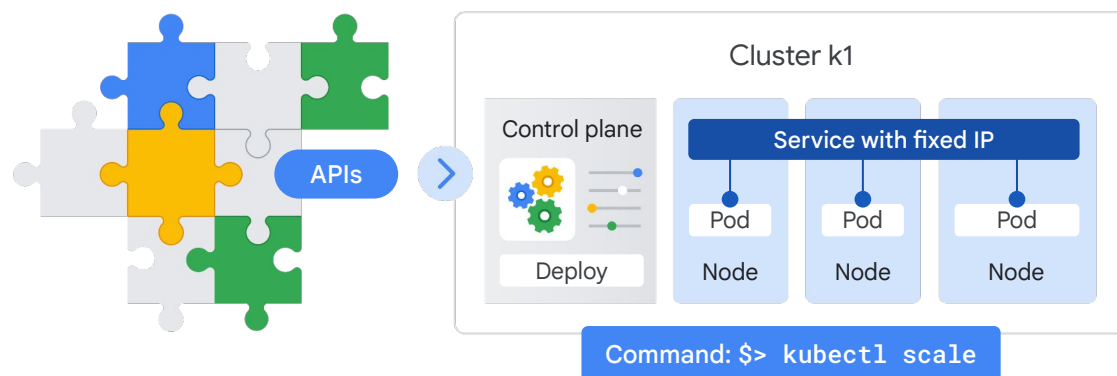 Cluster k1
Control plane
Service with fixed IP
APIs
Pod
Pod
Pod
Deploy
Node
Node
Node
Command: $> kubectl scale